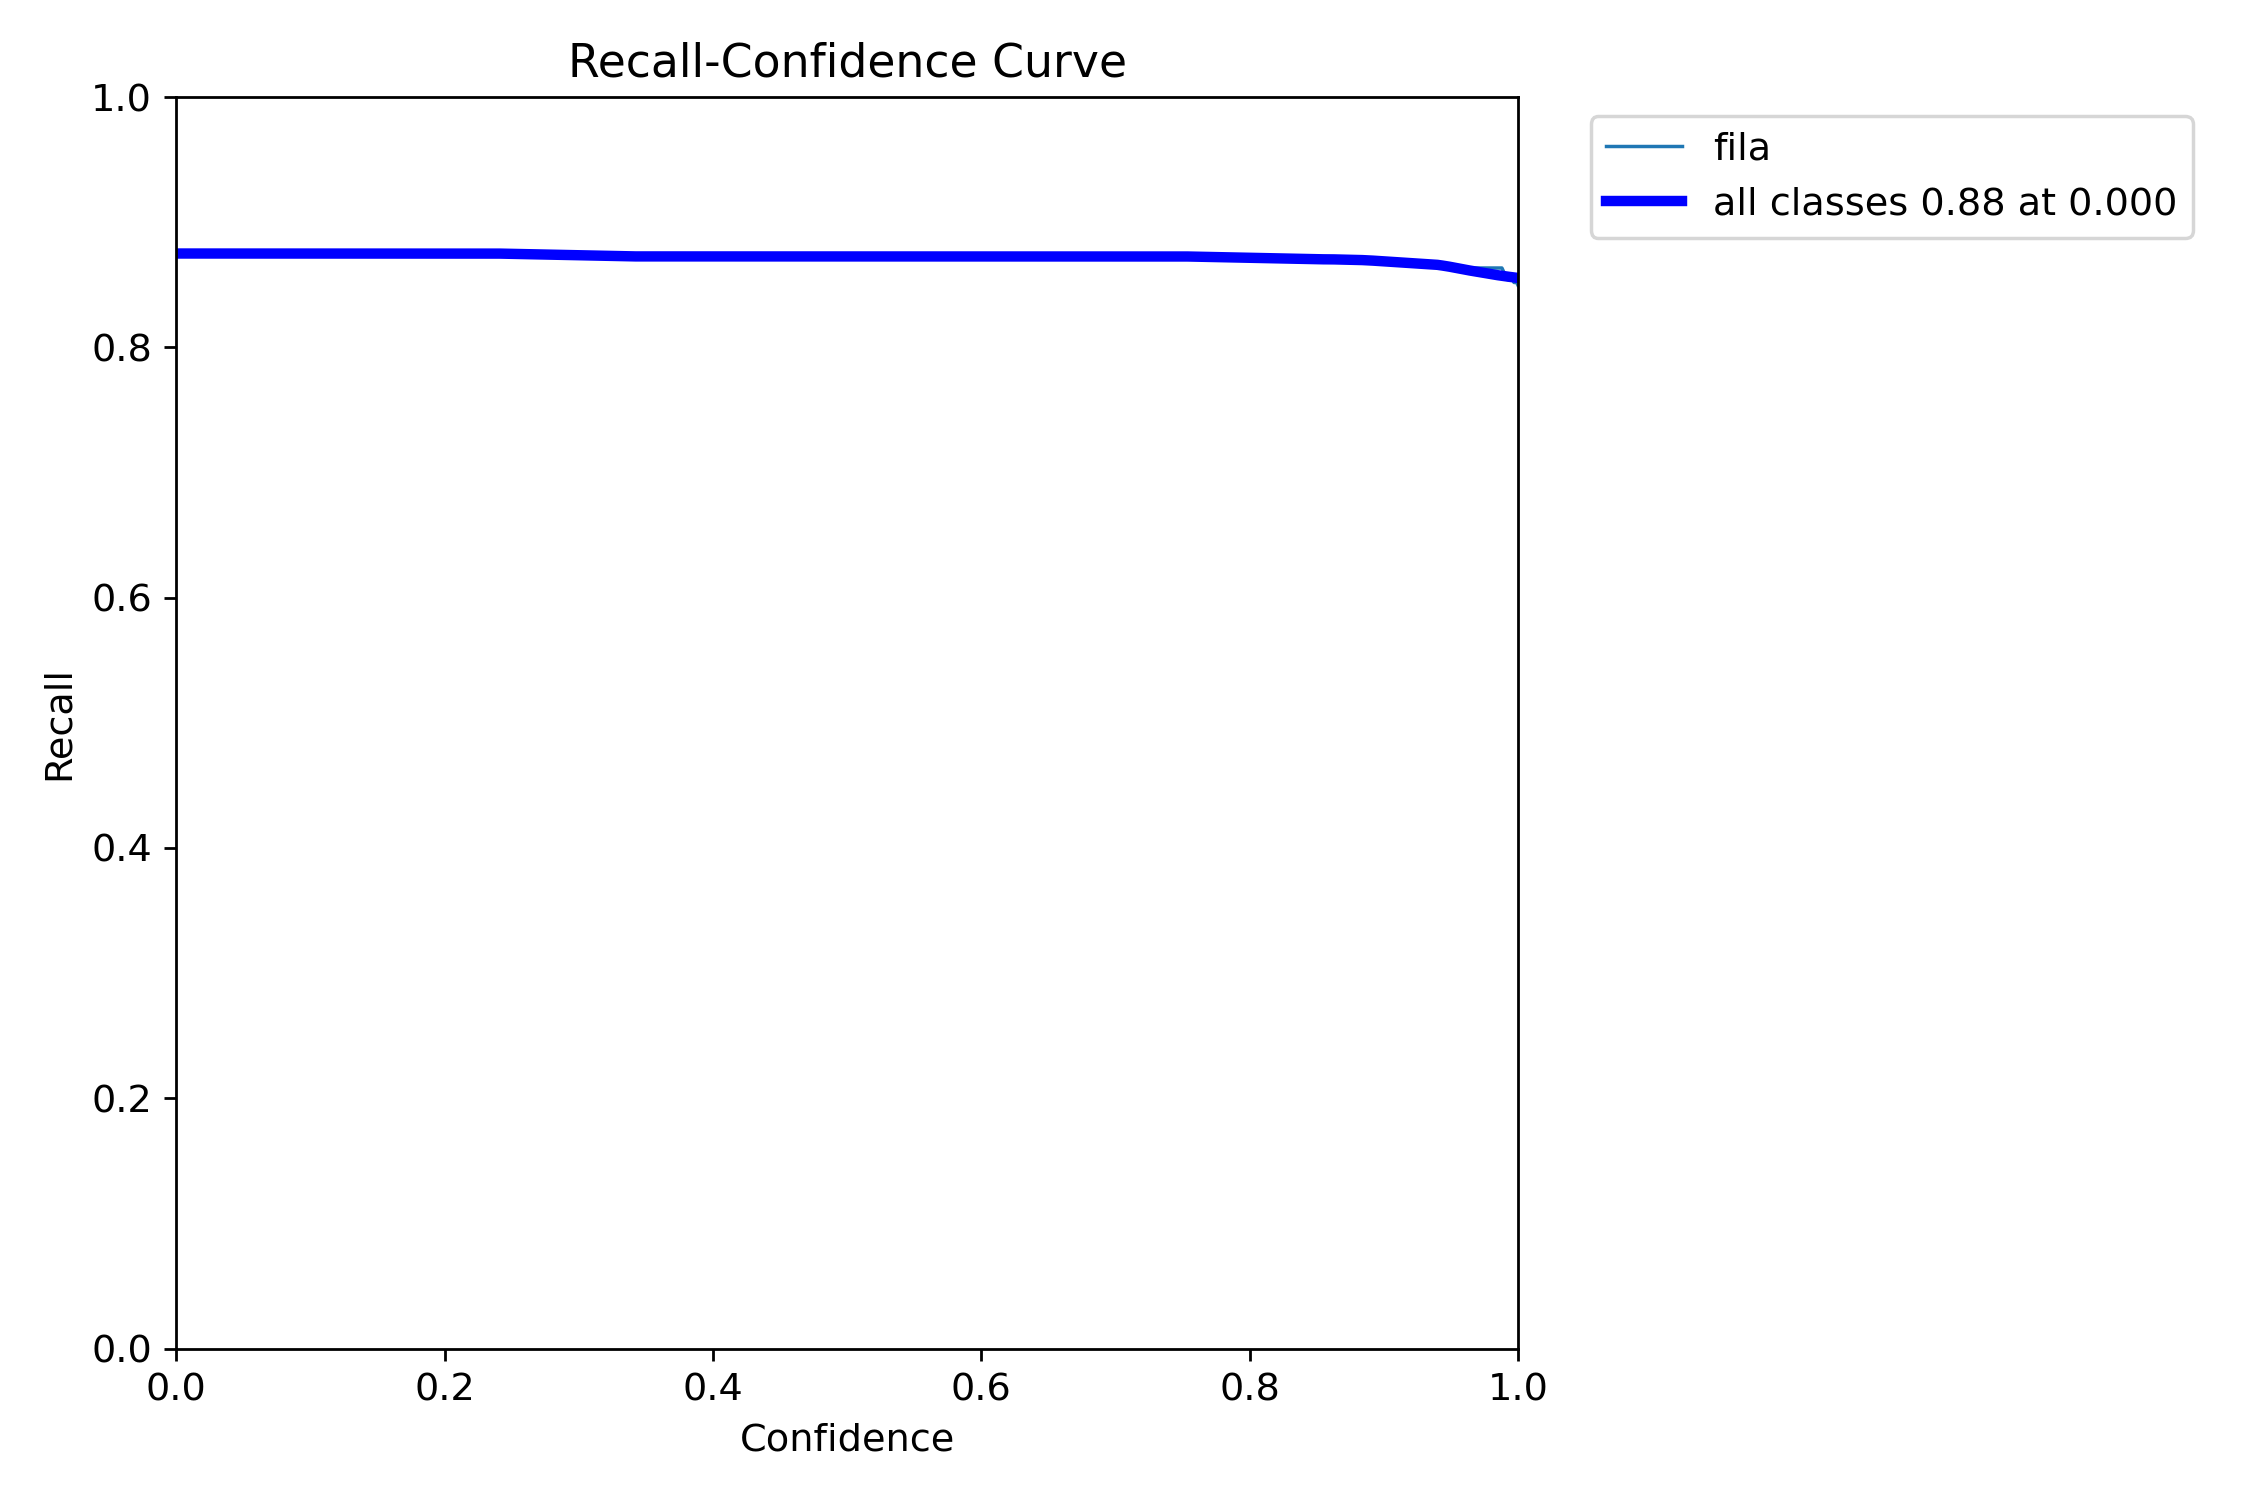 Recall-Confidence Curve
fila
all classes 0.88 at 0.000
1.0
0.8
0.6
0.4
0.2
0.0
Recall
0.0 0.2 0.4 0.6 0.8 1.0
Confidence